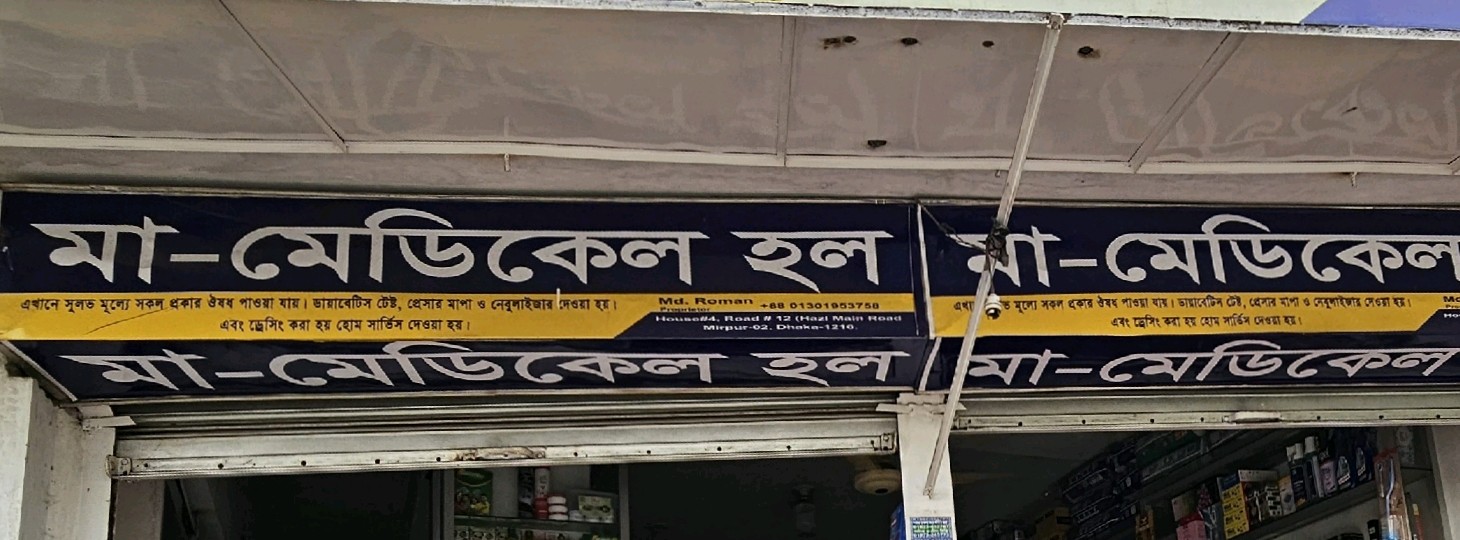 মা-মেডিকেল হল
এখানে সুলভ মূল্যে সকল প্রকার ঔষধ পাওয়া যায়। ডায়াবেটিস টেষ্ট, প্রেসার মাপা ও নেবুলাইজার দেওয়া হয়।
এবং ড্রেসিং করা হয় হোম সার্ভিস দেওয়া হয়।
Md. Roman +88 01301953758
Proprietor
House#4, Road # 12 (Hazi Main Road
Mirpur-02, Dhaka-1216.
মা-মেডিকেল হল
মা-মেডিকেল
মূল্যে সকল প্রকার ঔষধ পাওয়া যায়। ডায়াবেটিস টেষ্ট, প্রেসার মাপা ও নেবুলাইজার দেওয়া হয়।
এবং ড্রেসিং করা হয় হোম সার্ভিস দেওয়া হয়।
মা-মেডিকেল